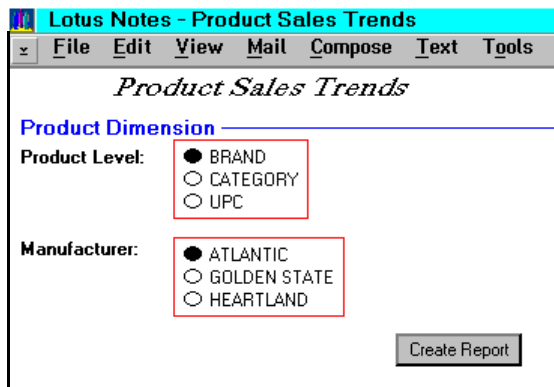 Lotus Notes - Product Sales Trends
File Edit View Mail Compose Text Tools
Product Sales Trends
Product Dimension
Product Level: BRAND
CATEGORY
UPC
Manufacturer: ATLANTIC
GOLDEN STATE
HEARTLAND
Create Report